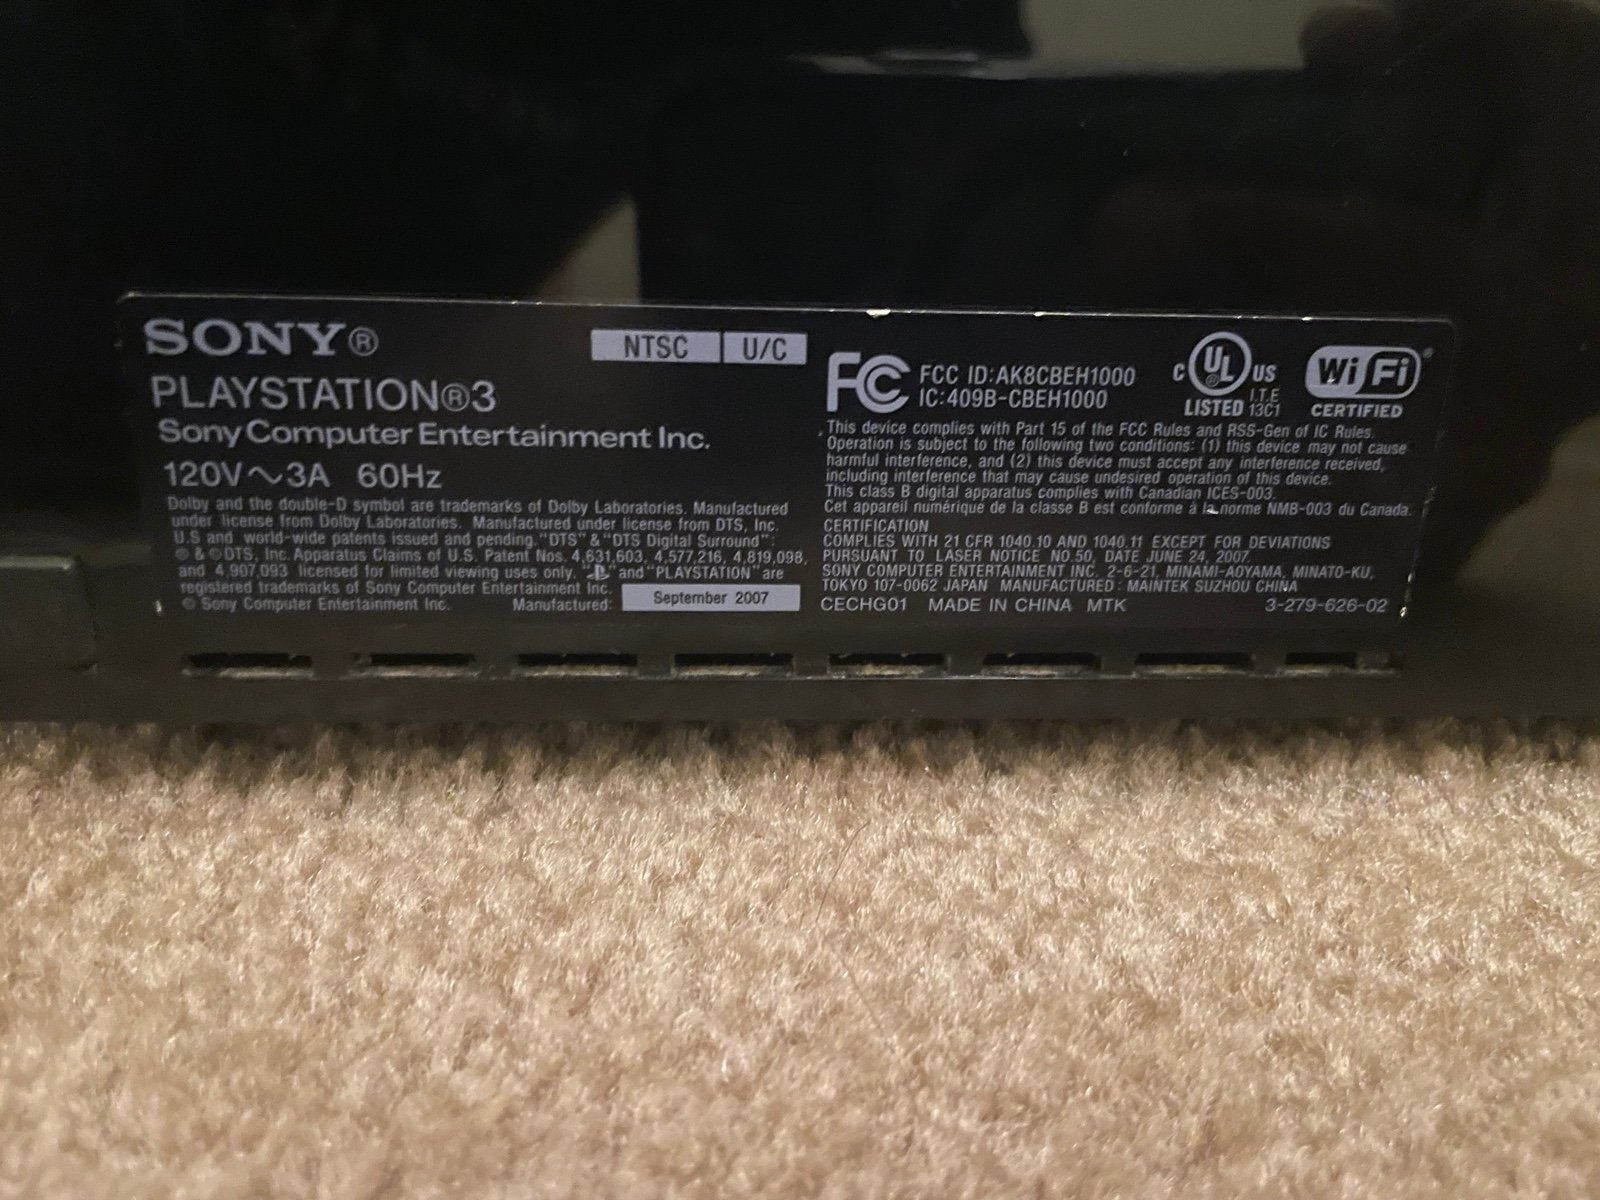 SONY®
NTSC U/C
PLAYSTATION®3
Sony Computer Entertainment Inc.
120V～3A 60Hz
Dolby and the double-D symbol are trademarks of Dolby Laboratories. Manufactured
under license from Dolby Laboratories. Manufactured under license from DTS, Inc.
U.S and world-wide patents issued and pending. "DTS" & "DTS Digital Surround":
℗ & © DTS, Inc. Apparatus Claims of U.S. Patent Nos. 4,631,603, 4,577,216, 4,819,098,
and 4,907,093 licensed for limited viewing uses only. " " and "PLAYSTATION" are
registered trademarks of Sony Computer Entertainment Inc.
© Sony Computer Entertainment Inc. Manufactured: September 2007
FC FCC ID:AK8CBEH1000
IC:409B-CBEH1000
C UL® US
LISTED I.T.E 13C1
Wi Fi®
CERTIFIED
This device complies with Part 15 of the FCC Rules and RSS-Gen of IC Rules.
Operation is subject to the following two conditions: (1) this device may not cause
harmful interference, and (2) this device must accept any interference received,
including interference that may cause undesired operation of this device.
This class B digital apparatus complies with Canadian ICES-003.
Cet appareil numérique de la classe B est conforme à la norme NMB-003 du Canada.
CERTIFICATION
COMPLIES WITH 21 CFR 1040.10 AND 1040.11 EXCEPT FOR DEVIATIONS
PURSUANT TO LASER NOTICE NO.50, DATE JUNE 24, 2007.
SONY COMPUTER ENTERTAINMENT INC. 2-6-21, MINAMI-AOYAMA, MINATO-KU,
TOKYO 107-0062 JAPAN MANUFACTURED : MAINTEK SUZHOU CHINA
CECHG01 MADE IN CHINA MTK 3-279-626-02